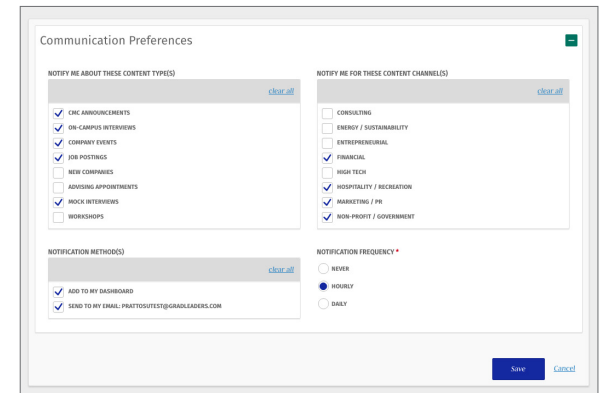 Communication Preferences
NOTIFY ME ABOUT THESE CONTENT TYPE(S)
clear all
CMC ANNOUNCEMENTS
ON-CAMPUS INTERVIEWS
COMPANY EVENTS
JOB POSTINGS
NEW COMPANIES
ADVISING APPOINTMENTS
MOCK INTERVIEWS
WORKSHOPS
NOTIFY ME FOR THESE CONTENT CHANNEL(S)
clear all
CONSULTING
ENERGY / SUSTAINABILITY
ENTREPRENEURIAL
FINANCIAL
HIGH TECH
HOSPITALITY / RECREATION
MARKETING / PR
NON-PROFIT / GOVERNMENT
NOTIFICATION METHOD(S)
clear all
ADD TO MY DASHBOARD
SEND TO MY EMAIL: PRATTOSUTEST@GRADLEADERS.COM
NOTIFICATION FREQUENCY *
NEVER
HOURLY
DAILY
Save
Cancel